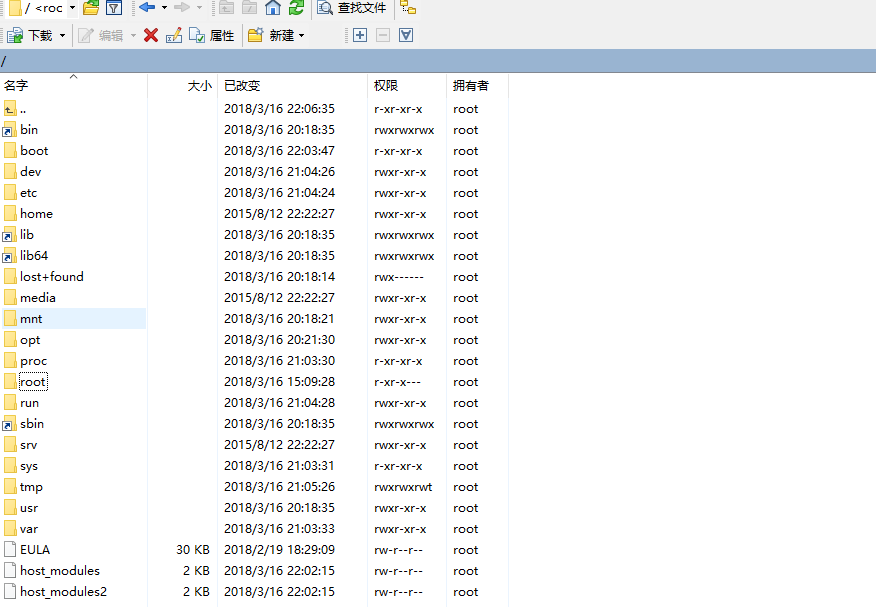 / <roc 查找文件
下载 编辑 属性 新建
/
名字 大小 已改变 权限 拥有者
.. 2018/3/16 22:06:35 r-xr-xr-x root
bin 2018/3/16 20:18:35 rwxrwxrwx root
boot 2018/3/16 22:03:47 r-xr-xr-x root
dev 2018/3/16 21:04:26 rwxr-xr-x root
etc 2018/3/16 21:04:24 rwxr-xr-x root
home 2015/8/12 22:22:27 rwxr-xr-x root
lib 2018/3/16 20:18:35 rwxrwxrwx root
lib64 2018/3/16 20:18:35 rwxrwxrwx root
lost+found 2018/3/16 20:18:14 rwx------ root
media 2015/8/12 22:22:27 rwxr-xr-x root
mnt 2018/3/16 20:18:21 rwxr-xr-x root
opt 2018/3/16 20:21:30 rwxr-xr-x root
proc 2018/3/16 21:03:30 r-xr-xr-x root
root 2018/3/16 15:09:28 r-xr-x--- root
run 2018/3/16 21:04:28 rwxr-xr-x root
sbin 2018/3/16 20:18:35 rwxrwxrwx root
srv 2015/8/12 22:22:27 rwxr-xr-x root
sys 2018/3/16 21:03:31 r-xr-xr-x root
tmp 2018/3/16 21:05:26 rwxrwxrwt root
usr 2018/3/16 20:18:35 rwxr-xr-x root
var 2018/3/16 21:03:33 rwxr-xr-x root
EULA 30 KB 2018/2/19 18:29:09 rw-r--r-- root
host_modules 2 KB 2018/3/16 22:02:15 rw-r--r-- root
host_modules2 2 KB 2018/3/16 22:02:15 rw-r--r-- root